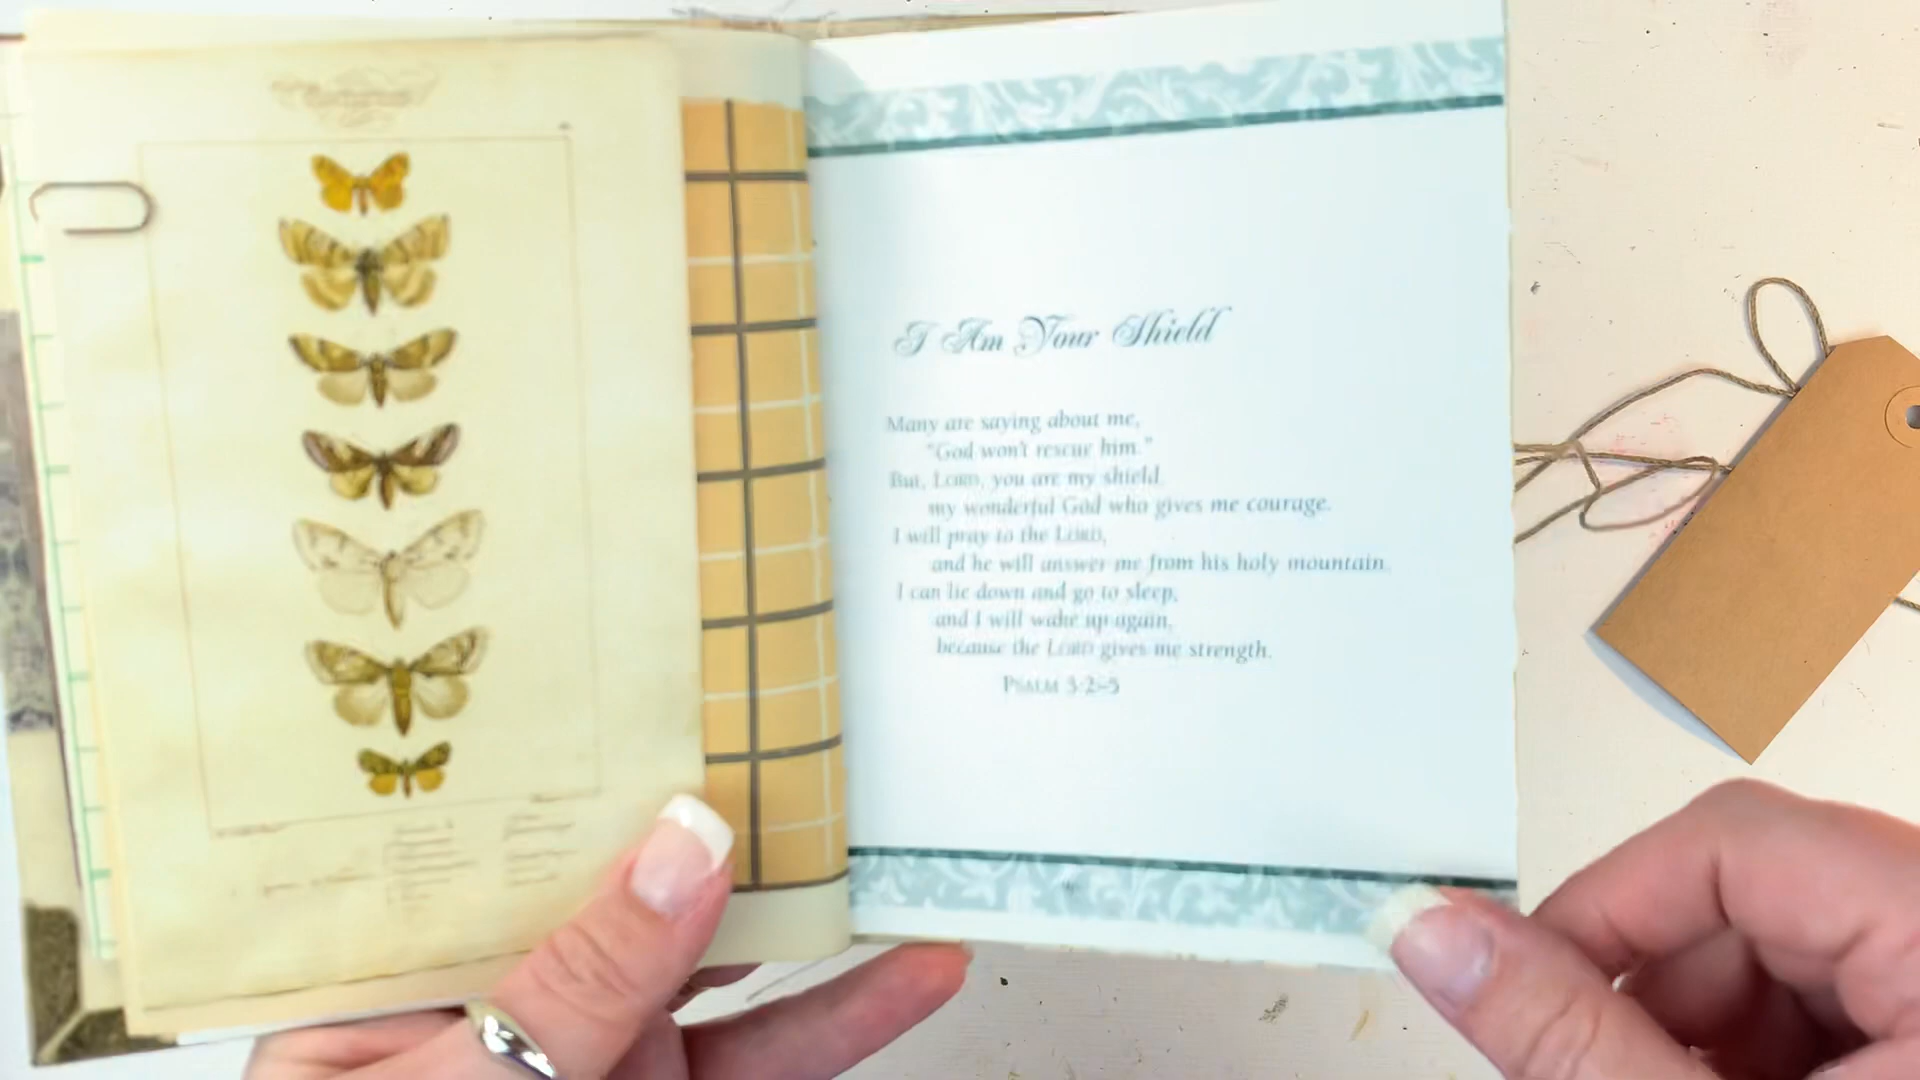 I Am Your Shield
Many are saying about me,
"God won't rescue him."
But, LORD, you are my shield,
my wonderful God who gives me courage.
I will pray to the LORD,
and he will answer me from his holy mountain.
I can lie down and go to sleep,
and I will wake up again,
because the LORD gives me strength.
PSALM 3:2–5